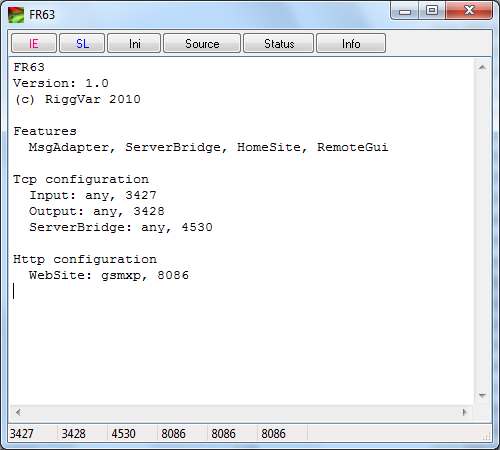 FR63
IE SL Ini Source Status Info
FR63
Version: 1.0
(c) RiggVar 2010
Features
MsgAdapter, ServerBridge, HomeSite, RemoteGui
Tcp configuration
Input: any, 3427
Output: any, 3428
ServerBridge: any, 4530
Http configuration
WebSite: gsmxp, 8086
3427 3428 4530 8086 8086 8086